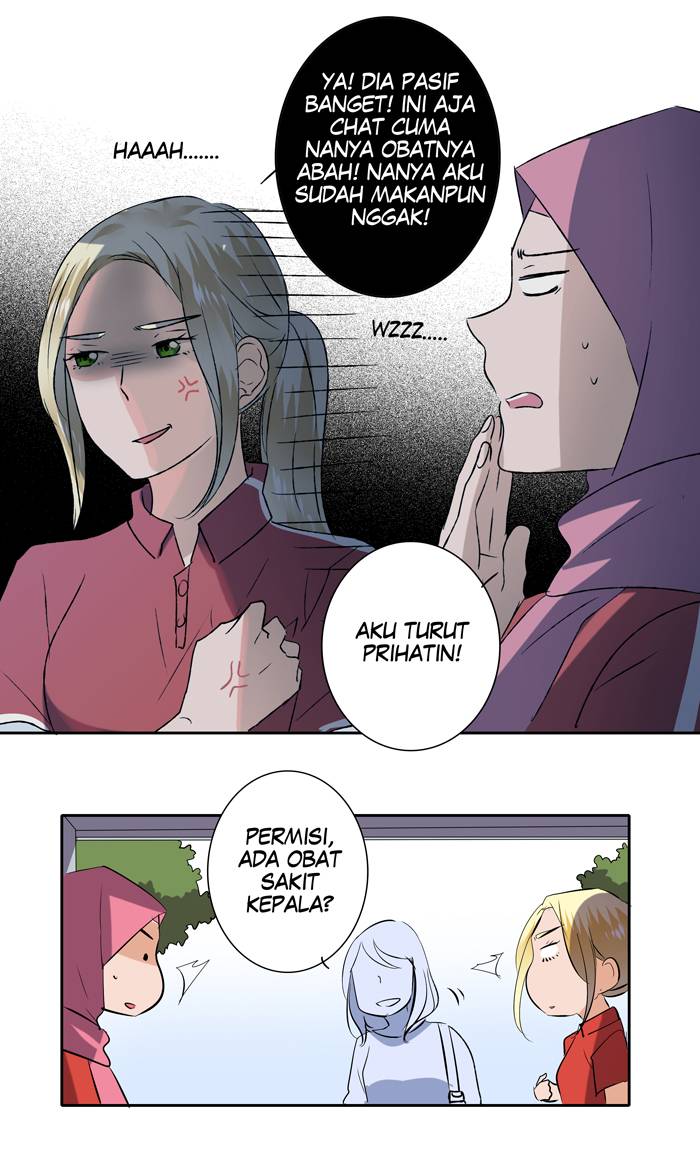 YA! DIA PASIF
BANGET! INI AJA
CHAT CUMA
NANYA OBATNYA
ABAH! NANYA AKU
SUDAH MAKANPUN
NGGAK!
HAAAH.......
WZZZ.....
AKU TURUT
PRIHATIN!
PERMISI,
ADA OBAT
SAKIT
KEPALA?